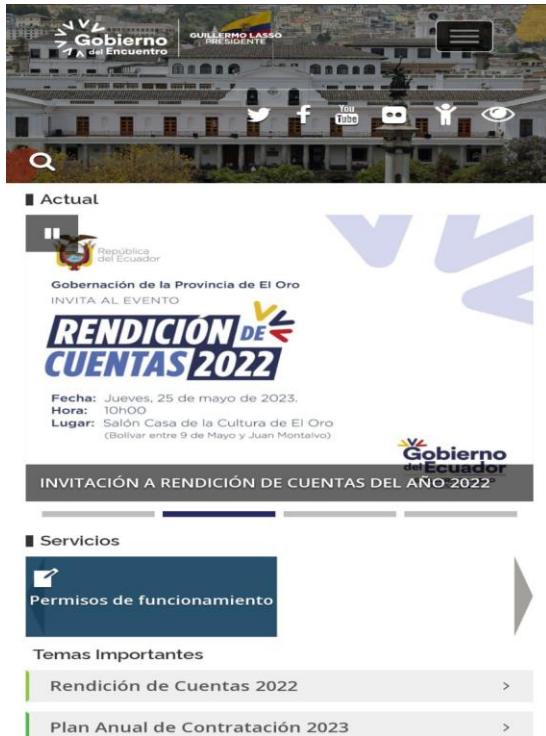 Gobierno
del Encuentro
GUILLERMO LASSO
PRESIDENTE
You
Tube
Actual
República
del Ecuador
Gobernación de la Provincia de El Oro
INVITA AL EVENTO
RENDICIÓN DE
CUENTAS 2022
Fecha: Jueves, 25 de mayo de 2023.
Hora: 10h00
Lugar: Salón Casa de la Cultura de El Oro
(Bolívar entre 9 de Mayo y Juan Montalvo)
Gobierno
del Ecuador
INVITACIÓN A RENDICIÓN DE CUENTAS DEL AÑO 2022
Servicios
Permisos de funcionamiento
Temas Importantes
Rendición de Cuentas 2022 >
Plan Anual de Contratación 2023 >